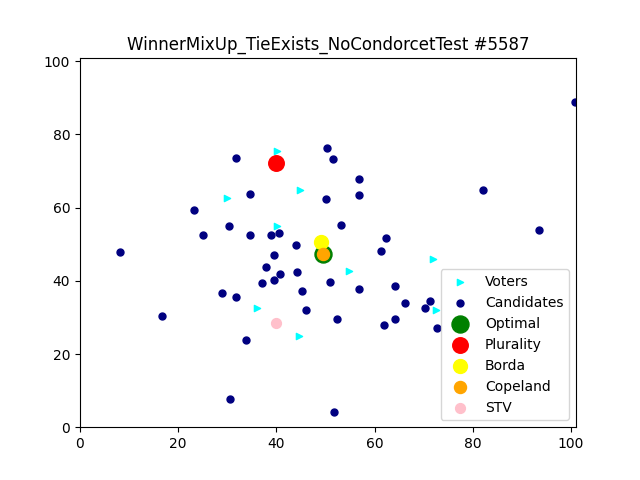 WinnerMixUp_TieExists_NoCondorcetTest #5587
100
80
60
40
20
0
0 20 40 60 80 100
Voters
Candidates
Optimal
Plurality
Borda
Copeland
STV